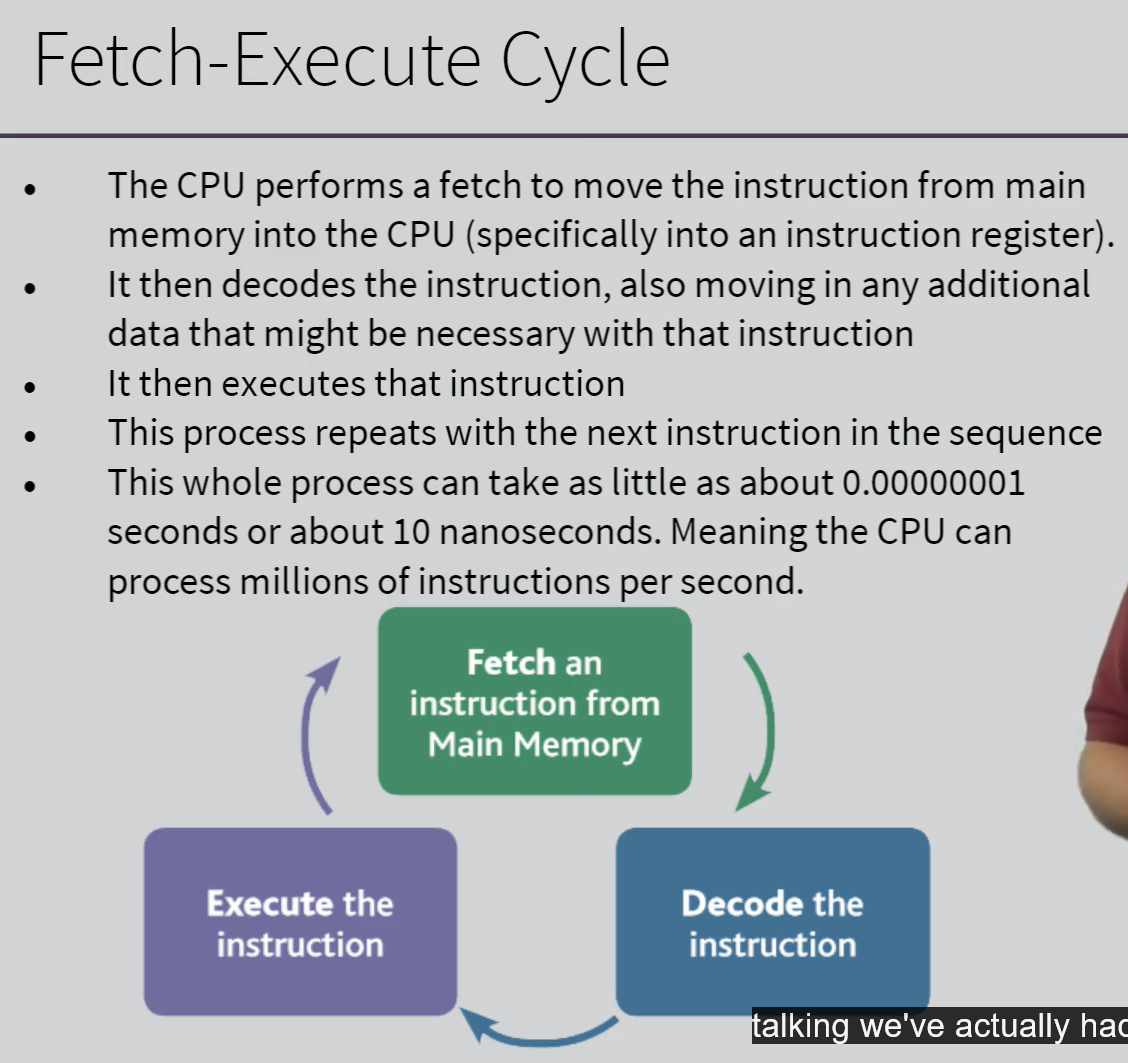 Fetch-Execute Cycle
• The CPU performs a fetch to move the instruction from main
memory into the CPU (specifically into an instruction register).
• It then decodes the instruction, also moving in any additional
data that might be necessary with that instruction
• It then executes that instruction
• This process repeats with the next instruction in the sequence
• This whole process can take as little as about 0.00000001
seconds or about 10 nanoseconds. Meaning the CPU can
process millions of instructions per second.
Fetch an
instruction from
Main Memory
Decode the
instruction
Execute the
instruction
talking we've actually had